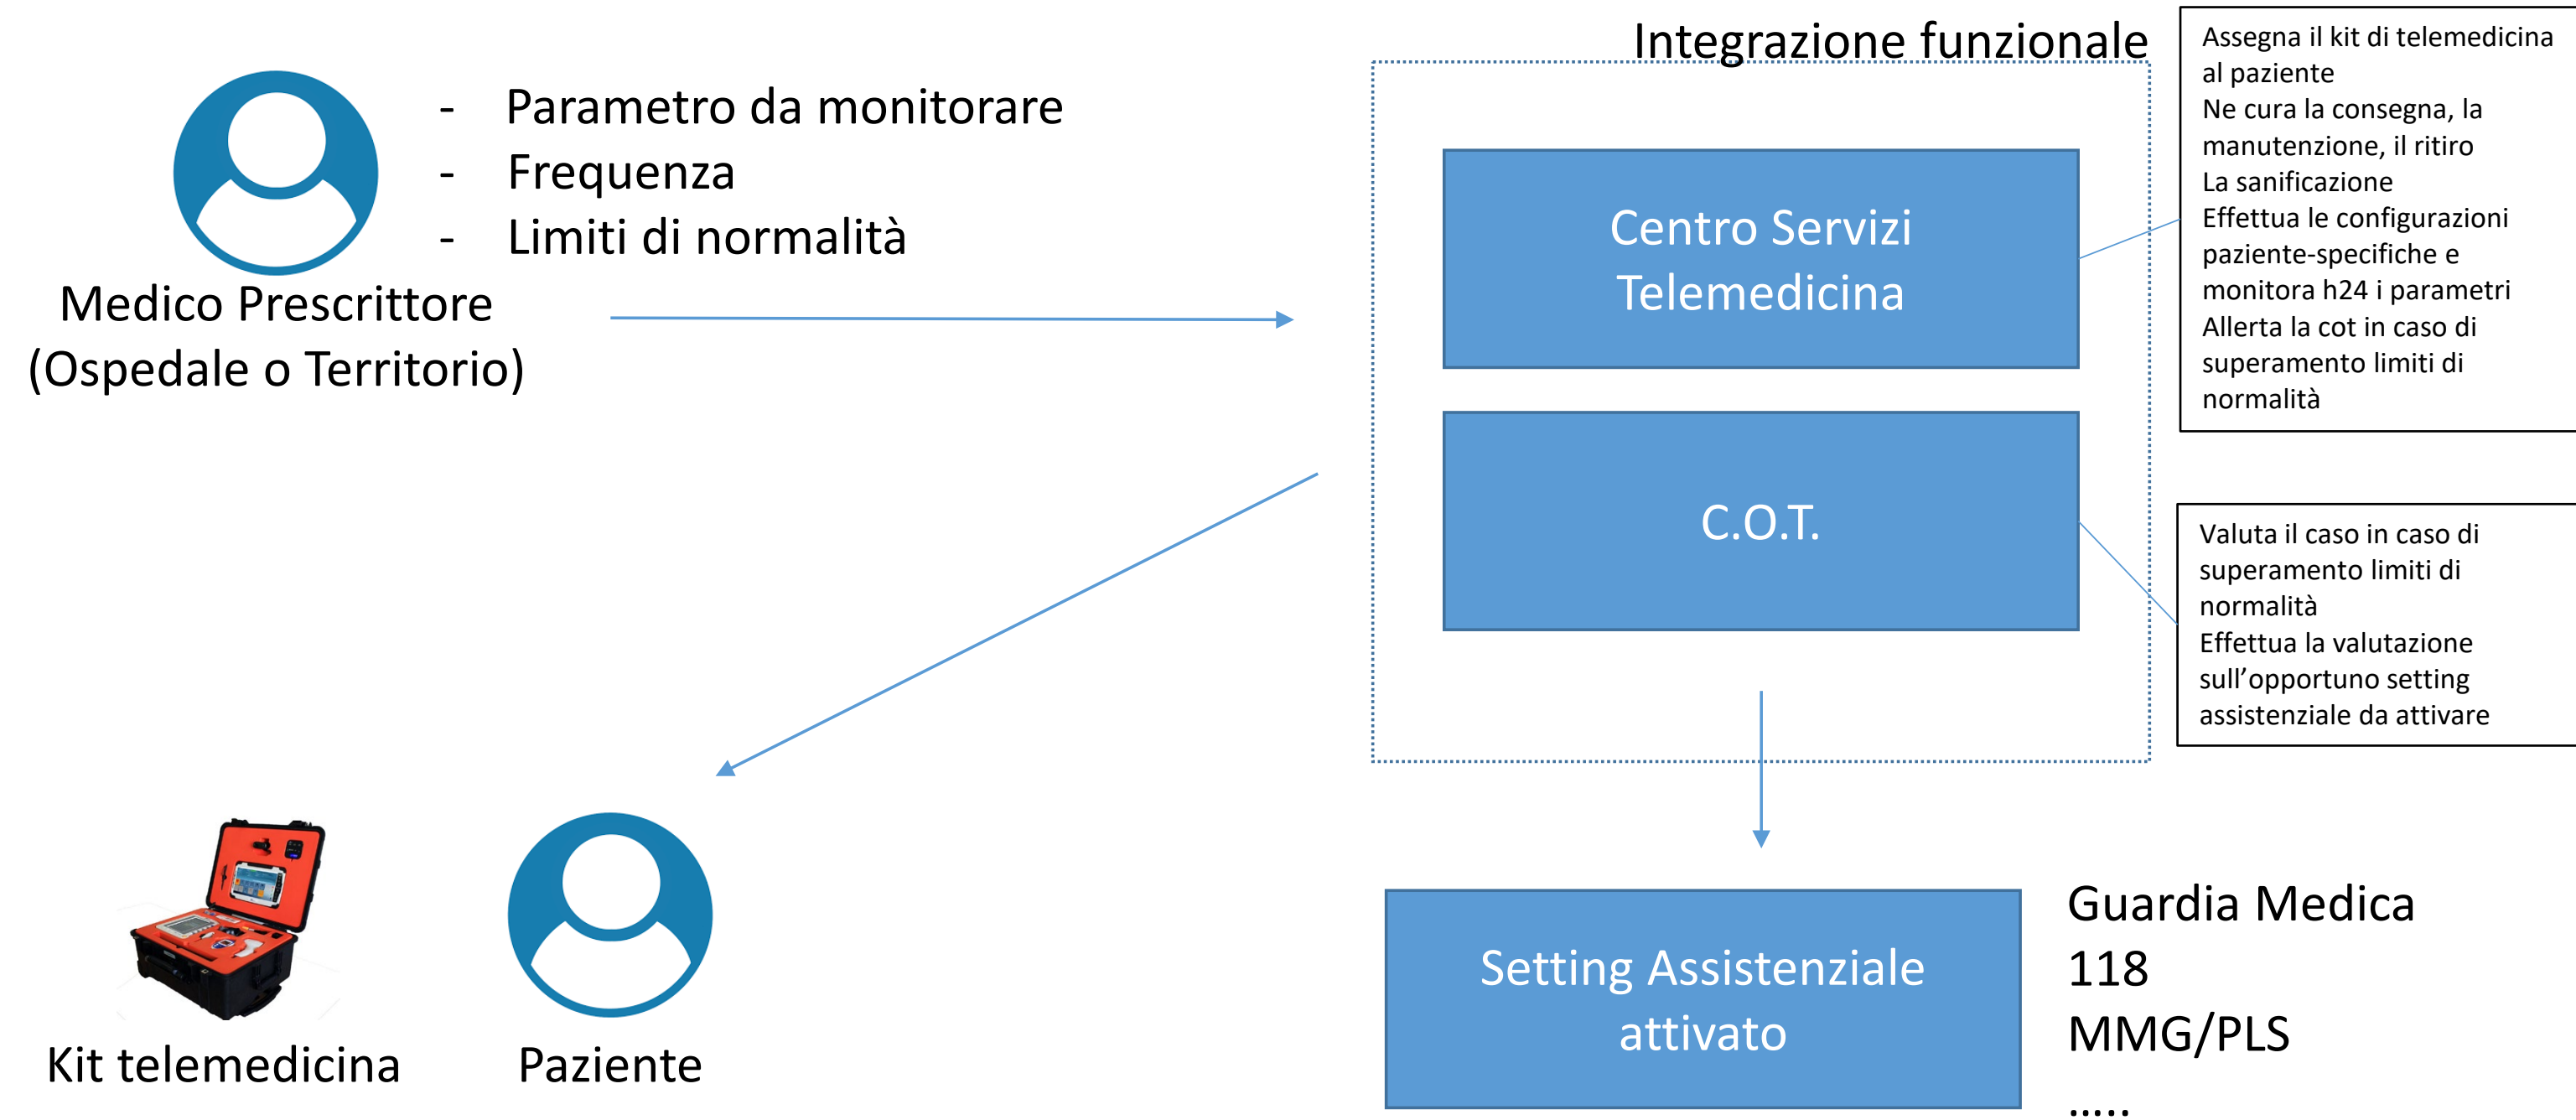 Integrazione funzionale
- Parametro da monitorare
- Frequenza
- Limiti di normalità
Medico Prescrittore
(Ospedale o Territorio)
Centro Servizi
Telemedicina
Assegna il kit di telemedicina
al paziente
Ne cura la consegna, la
manutenzione, il ritiro
La sanificazione
Effettua le configurazioni
paziente-specifiche e
monitora h24 i parametri
Allerta la cot in caso di
superamento limiti di
normalità
C.O.T.
Valuta il caso in caso di
superamento limiti di
normalità
Effettua la valutazione
sull’opportuno setting
assistenziale da attivare
Kit telemedicina
Paziente
Setting Assistenziale
attivato
Guardia Medica
118
MMG/PLS
.....